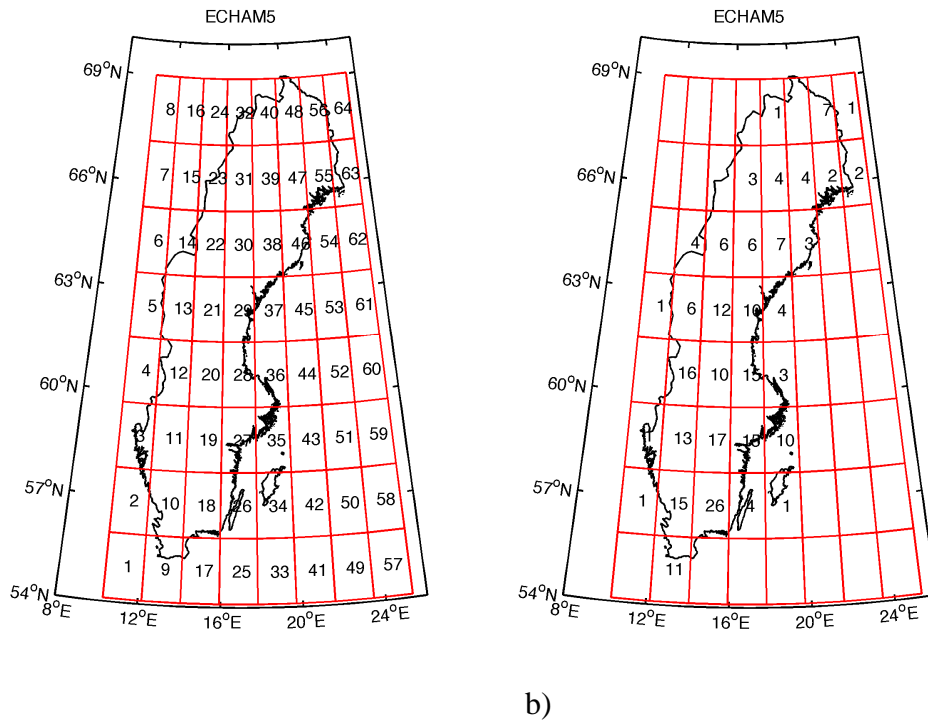 ECHAM5
69°N
8 16 24 32 40 48 56 64
66°N
7 15 23 31 39 47 55 63
6 14 22 30 38 46 54 62
63°N
5 13 21 29 37 45 53 61
60°N
4 12 20 28 36 44 52 60
3 11 19 27 35 43 51 59
57°N
2 10 18 26 34 42 50 58
1 9 17 25 33 41 49 57
54°N
8°E 12°E 16°E 20°E 24°E
ECHAM5
69°N
1 7 1
66°N
3 4 4 2 2
4 6 6 7 3
63°N
1 6 12 10 4
60°N
16 10 15 3
13 17 10
57°N
1 15 26 4 1
11
54°N
8°E 12°E 16°E 20°E 24°E
b)